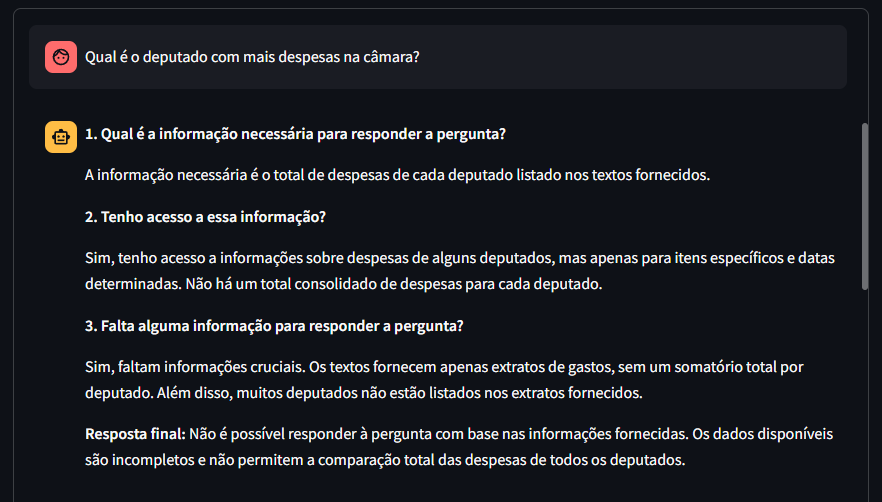 Qual é o deputado com mais despesas na câmara?
1. Qual é a informação necessária para responder a pergunta?
A informação necessária é o total de despesas de cada deputado listado nos textos fornecidos.
2. Tenho acesso a essa informação?
Sim, tenho acesso a informações sobre despesas de alguns deputados, mas apenas para itens específicos e datas
determinadas. Não há um total consolidado de despesas para cada deputado.
3. Falta alguma informação para responder a pergunta?
Sim, faltam informações cruciais. Os textos fornecem apenas extratos de gastos, sem um somatório total por
deputado. Além disso, muitos deputados não estão listados nos extratos fornecidos.
Resposta final: Não é possível responder à pergunta com base nas informações fornecidas. Os dados disponíveis
são incompletos e não permitem a comparação total das despesas de todos os deputados.